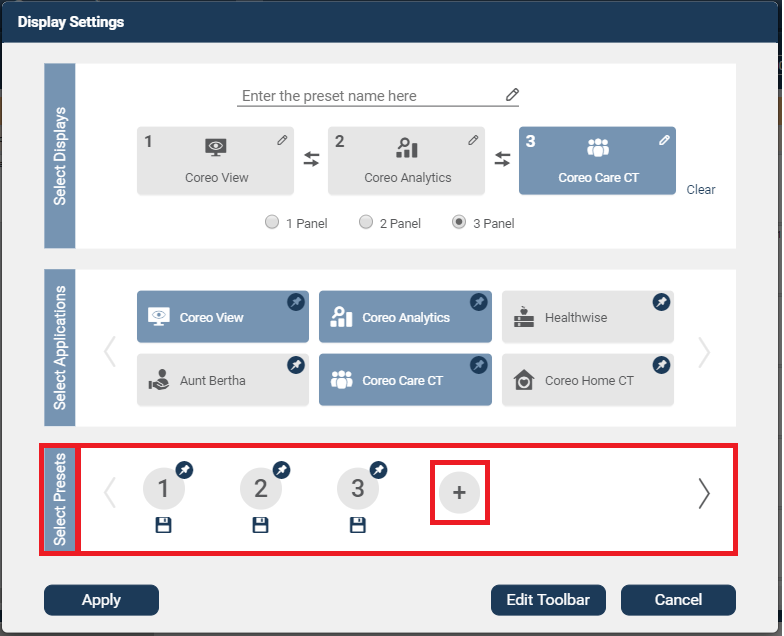 Display Settings
Select Displays
Enter the preset name here
1
Coreo View
2
Coreo Analytics
3
Coreo Care CT
Clear
1 Panel
2 Panel
3 Panel
Select Applications
Coreo View
Coreo Analytics
Healthwise
Aunt Bertha
Coreo Care CT
Coreo Home CT
Select Presets
1
2
3
+
Apply
Edit Toolbar
Cancel